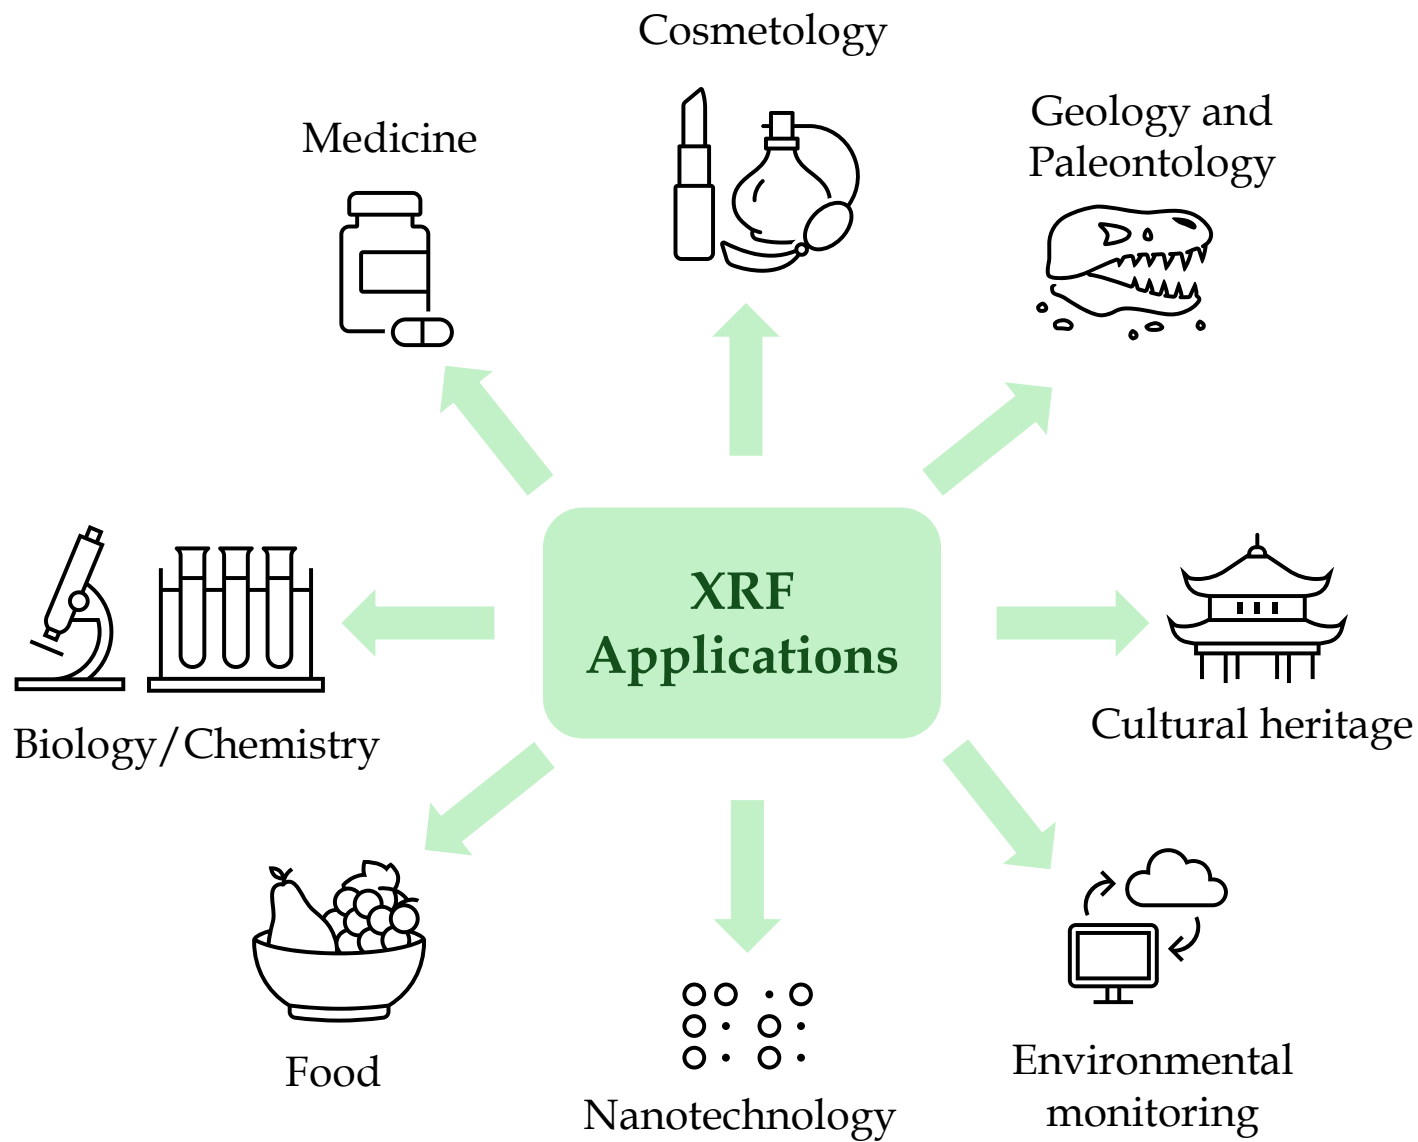 Cosmetology
Medicine
Geology and
Paleontology
XRF
Applications
Biology/Chemistry
Cultural heritage
Food
Nanotechnology
Environmental
monitoring